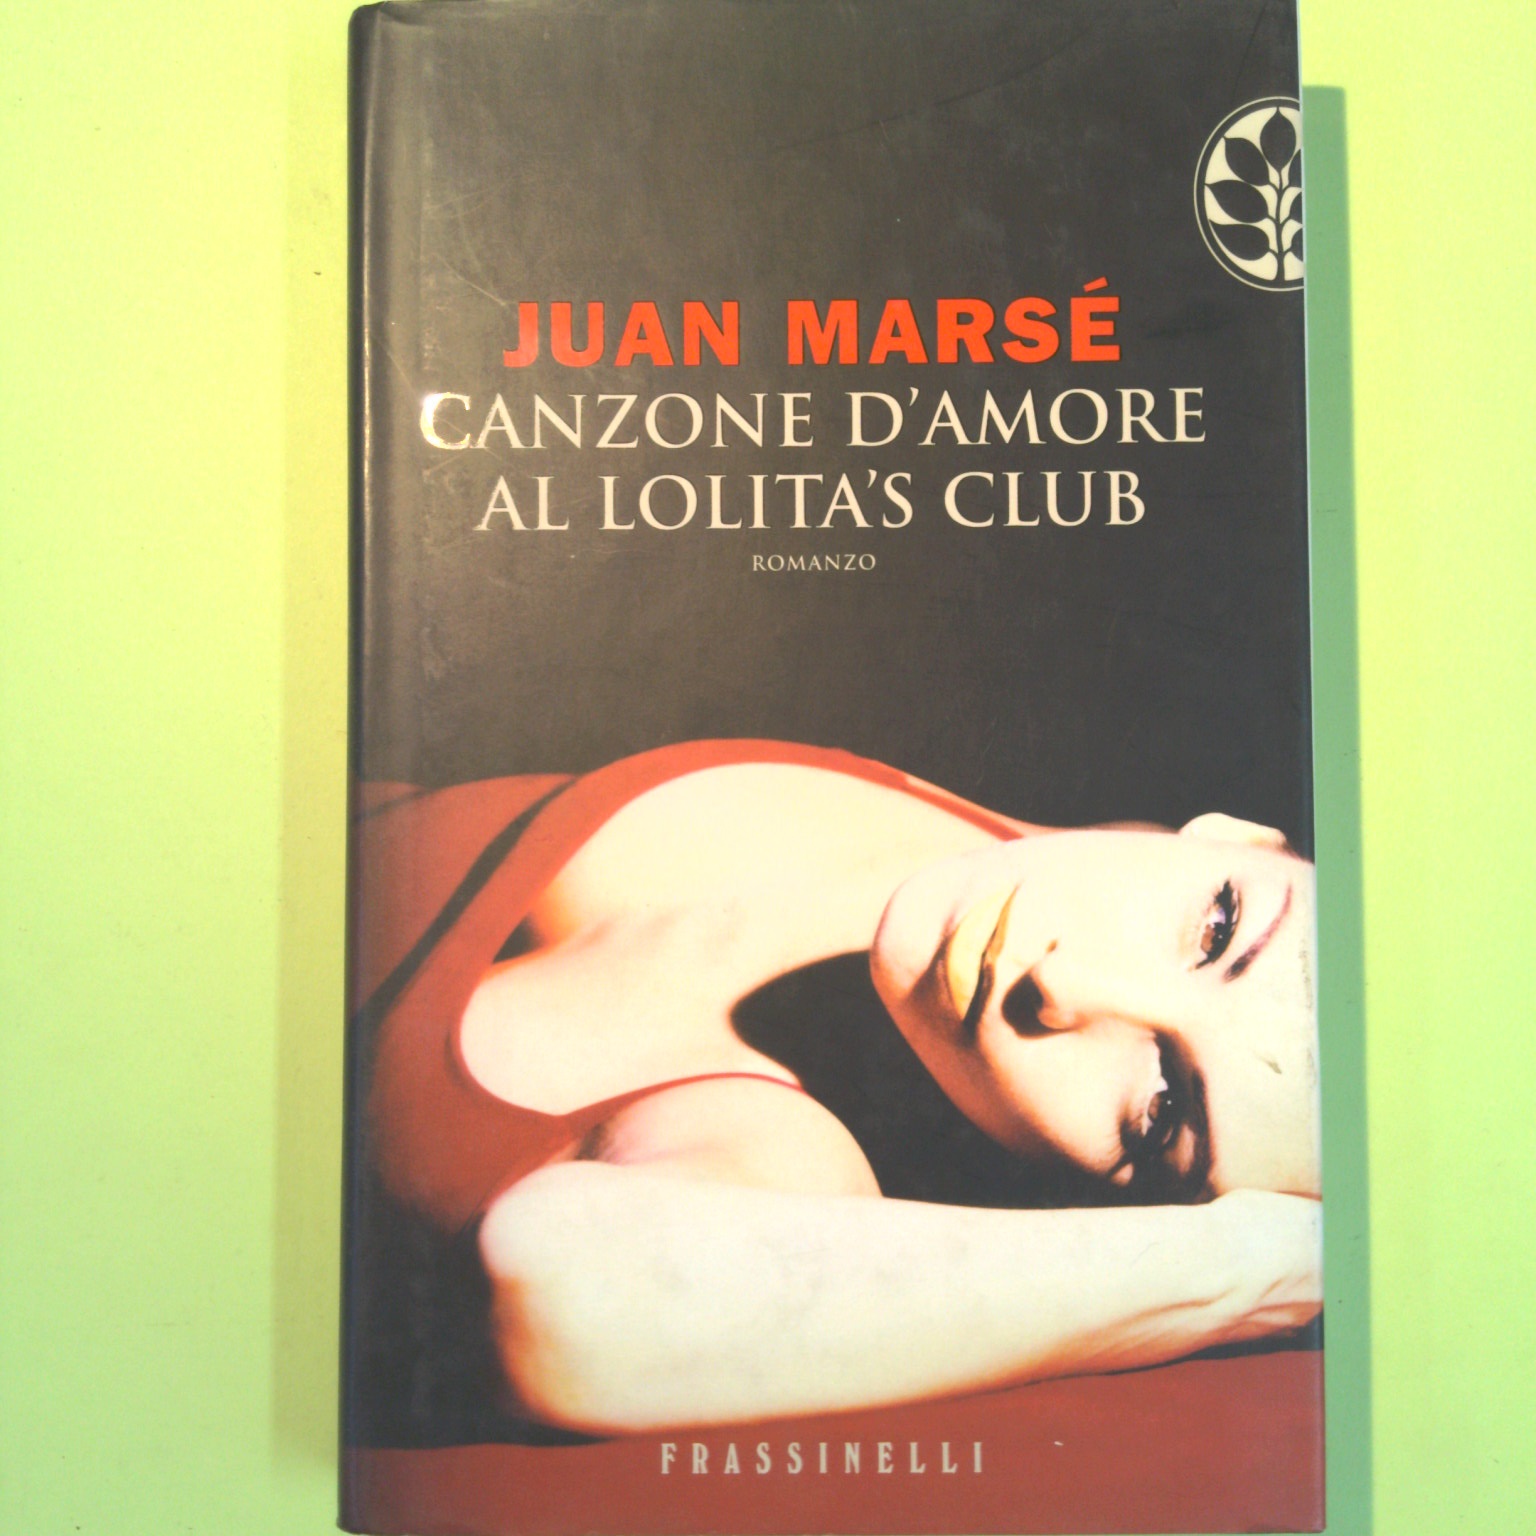 JUAN MARSÉ
CANZONE D'AMORE
AL LOLITA'S CLUB
ROMANZO
FRASSINELLI